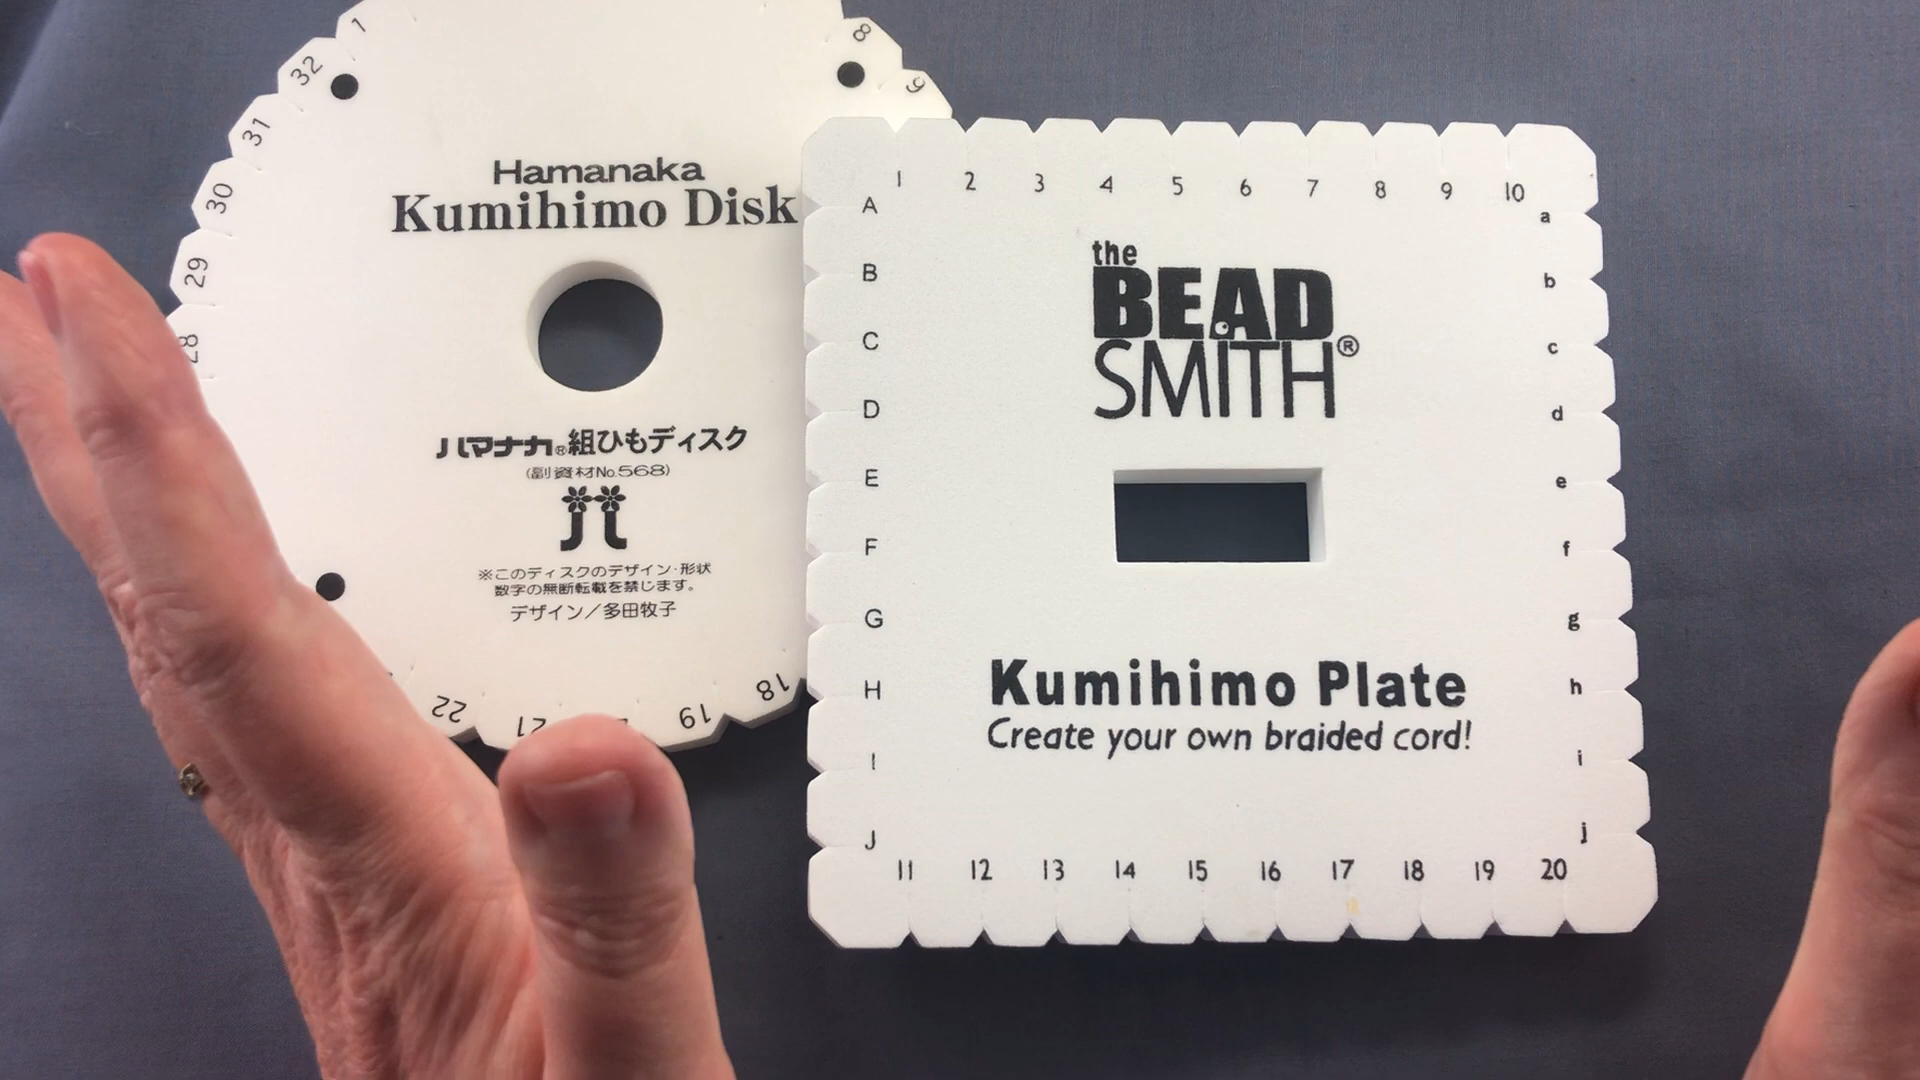 1
32
31
30
29
28
8
9
Hamanaka
Kumihimo Disk
ハマナカ®組ひもディスク
(副資材No.568)
※このディスクのデザイン·形状
数字の無断転載を禁じます。
デザイン/多田牧子
22
21
19
18
1 2 3 4 5 6 7 8 9 10
A
B
C
D
E
F
G
H
I
J
a
b
c
d
e
f
g
h
i
j
the
BEAD
SMITH®
Kumihimo Plate
Create your own braided cord!
11 12 13 14 15 16 17 18 19 20